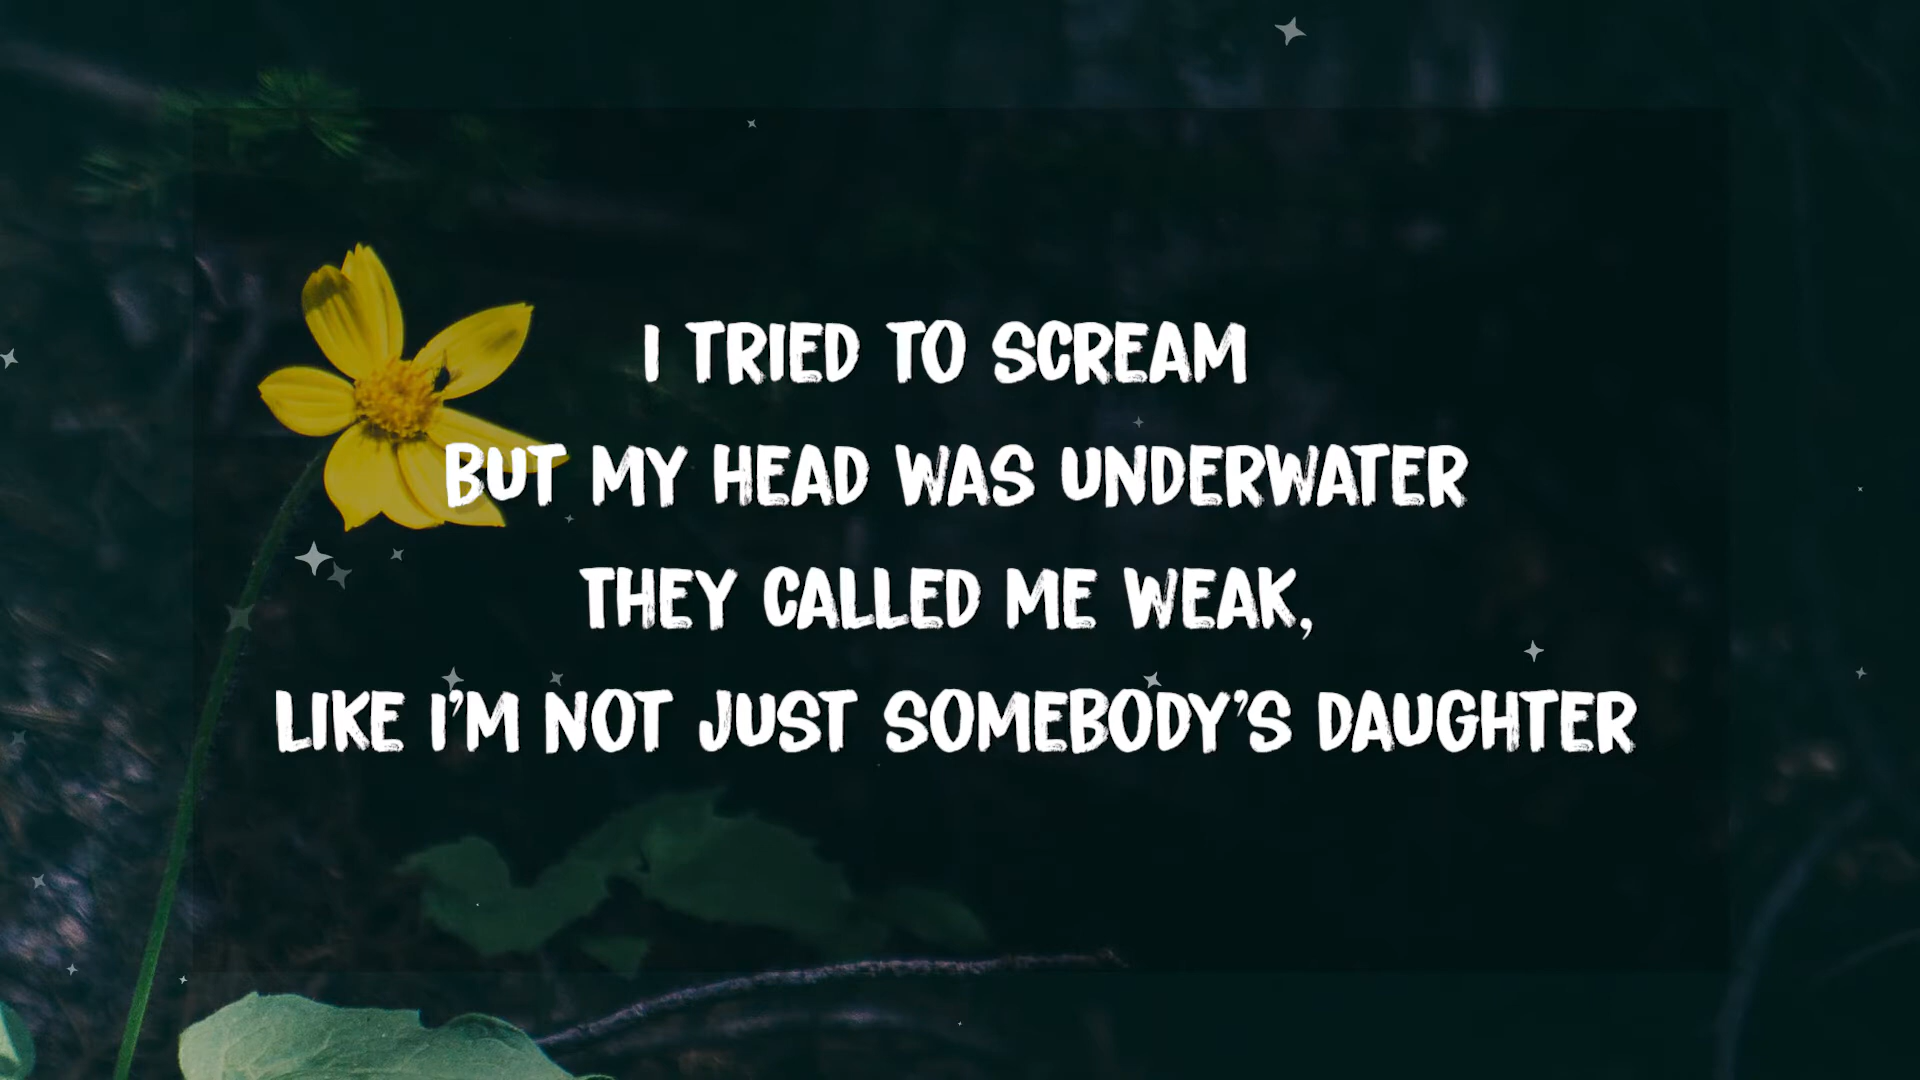 I TRIED TO SCREAM
BUT MY HEAD WAS UNDERWATER
THEY CALLED ME WEAK,
LIKE I'M NOT JUST SOMEBODY'S DAUGHTER